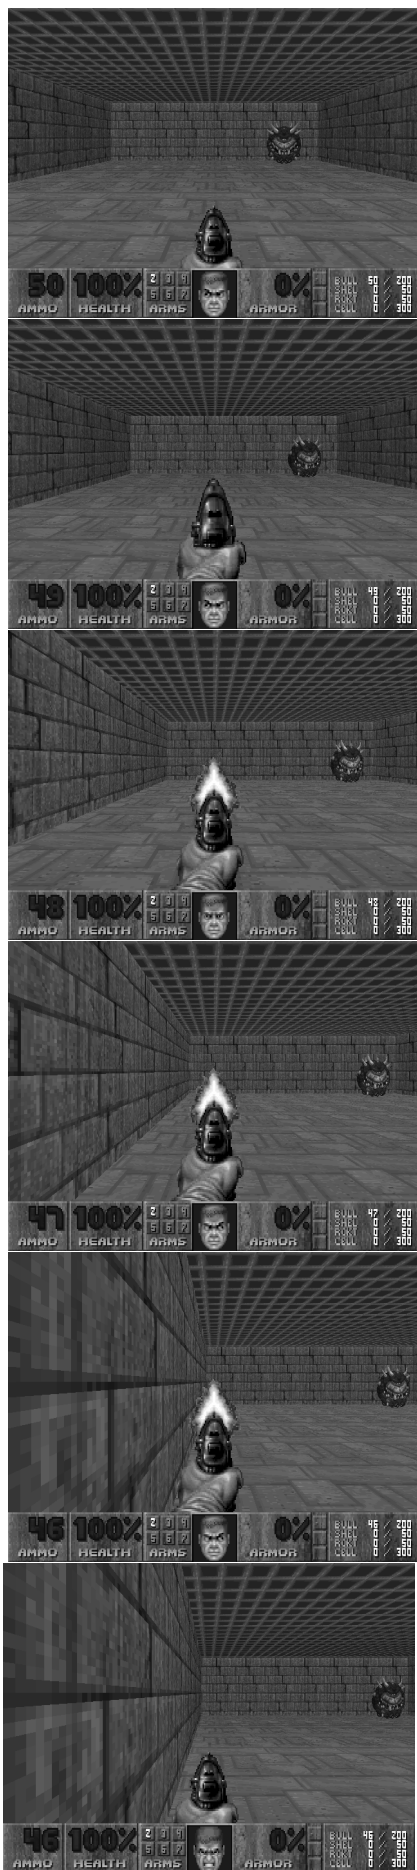 50 100% 2 3 4 0% BULL 50 / 200
SHEL 0 / 50
5 6 7 ROKT 0 / 50
AMMO HEALTH ARMS ARMOR CELL 0 / 300
49 100% 2 3 4 0% BULL 49 / 200
SHEL 0 / 50
5 6 7 ROKT 0 / 50
AMMO HEALTH ARMS ARMOR CELL 0 / 300
48 100% 2 3 4 0% BULL 48 / 200
SHEL 0 / 50
5 6 7 ROKT 0 / 50
AMMO HEALTH ARMS ARMOR CELL 0 / 300
47 100% 2 3 4 0% BULL 47 / 200
SHEL 0 / 50
5 6 7 ROKT 0 / 50
AMMO HEALTH ARMS ARMOR CELL 0 / 300
46 100% 2 3 4 0% BULL 46 / 200
SHEL 0 / 50
5 6 7 ROKT 0 / 50
AMMO HEALTH ARMS ARMOR CELL 0 / 300
46 100% 2 3 4 0% BULL 46 / 200
SHEL 0 / 50
5 6 7 ROKT 0 / 50
AMMO HEALTH ARMS ARMOR CELL 0 / 300